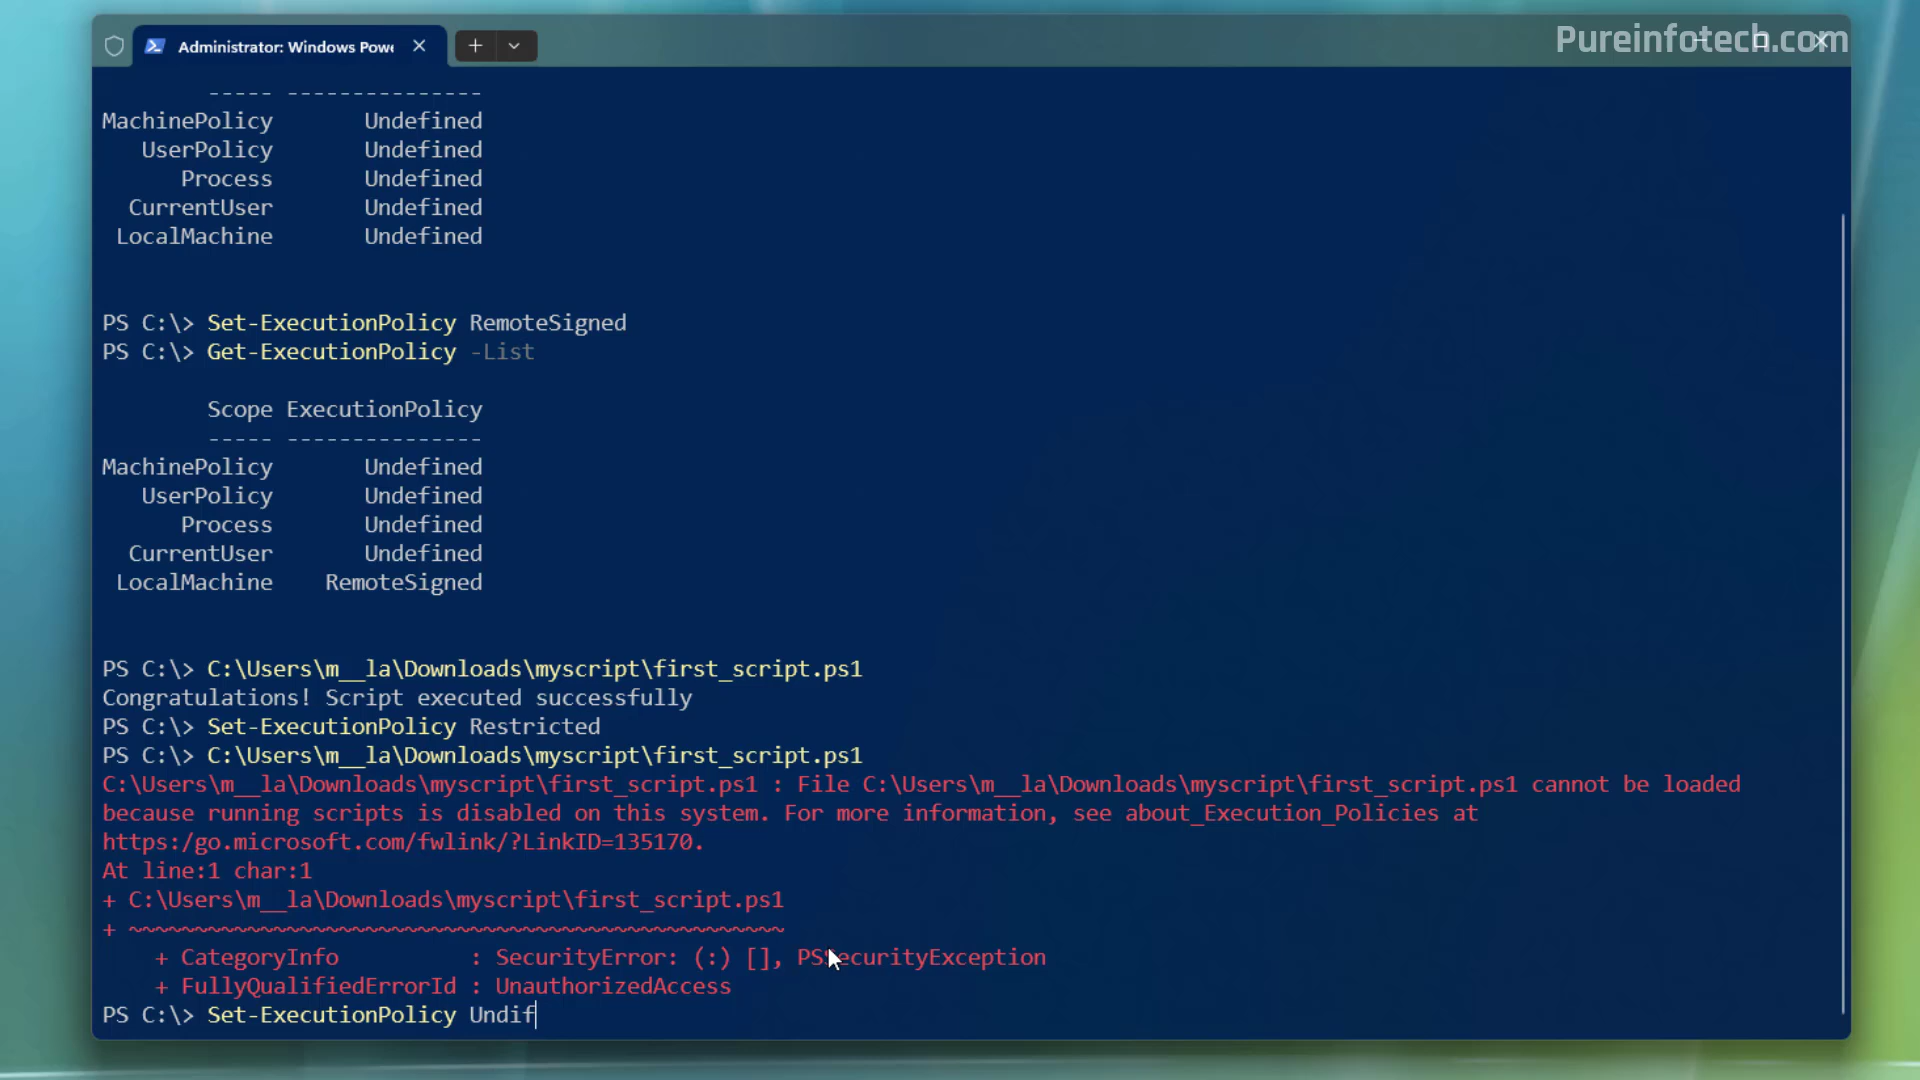 Pureinfotech.com
Administrator: Windows Powe
----- ---------------
MachinePolicy Undefined
UserPolicy Undefined
Process Undefined
CurrentUser Undefined
LocalMachine Undefined
PS C:\> Set-ExecutionPolicy RemoteSigned
PS C:\> Get-ExecutionPolicy -List
Scope ExecutionPolicy
----- ---------------
MachinePolicy Undefined
UserPolicy Undefined
Process Undefined
CurrentUser Undefined
LocalMachine RemoteSigned
PS C:\> C:\Users\m__la\Downloads\myscript\first_script.ps1
Congratulations! Script executed successfully
PS C:\> Set-ExecutionPolicy Restricted
PS C:\> C:\Users\m__la\Downloads\myscript\first_script.ps1
C:\Users\m__la\Downloads\myscript\first_script.ps1 : File C:\Users\m__la\Downloads\myscript\first_script.ps1 cannot be loaded
because running scripts is disabled on this system. For more information, see about_Execution_Policies at
https:/go.microsoft.com/fwlink/?LinkID=135170.
At line:1 char:1
+ C:\Users\m__la\Downloads\myscript\first_script.ps1
+ ~~~~~~~~~~~~~~~~~~~~~~~~~~~~~~~~~~~~~~~~~~~~~~~~~~
+ CategoryInfo : SecurityError: (:) [], PSSecurityException
+ FullyQualifiedErrorId : UnauthorizedAccess
PS C:\> Set-ExecutionPolicy Undif